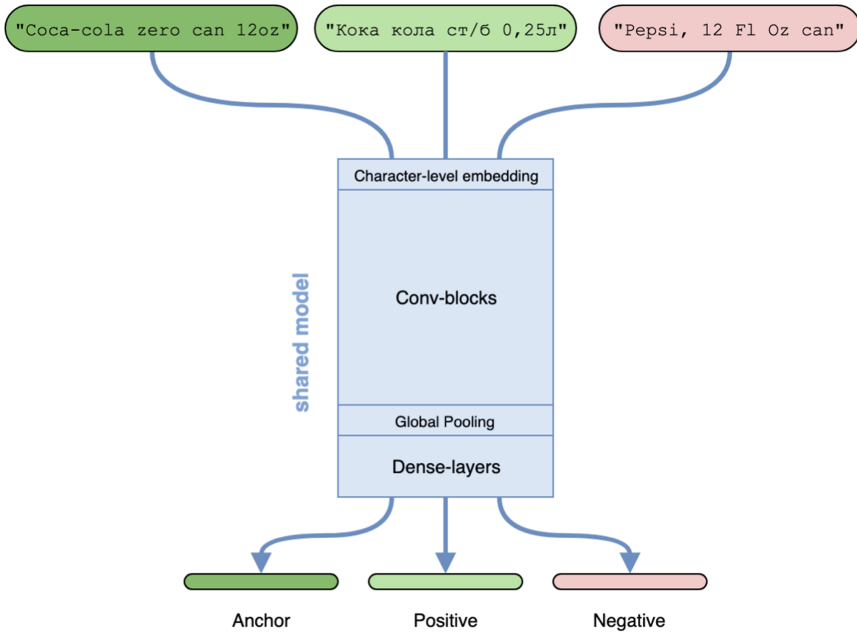 "Coca-cola zero can 12oz"
"Кока кола ст/б 0,25л"
"Pepsi, 12 Fl Oz can"
Character-level embedding
shared model
Conv-blocks
Global Pooling
Dense-layers
Anchor
Positive
Negative